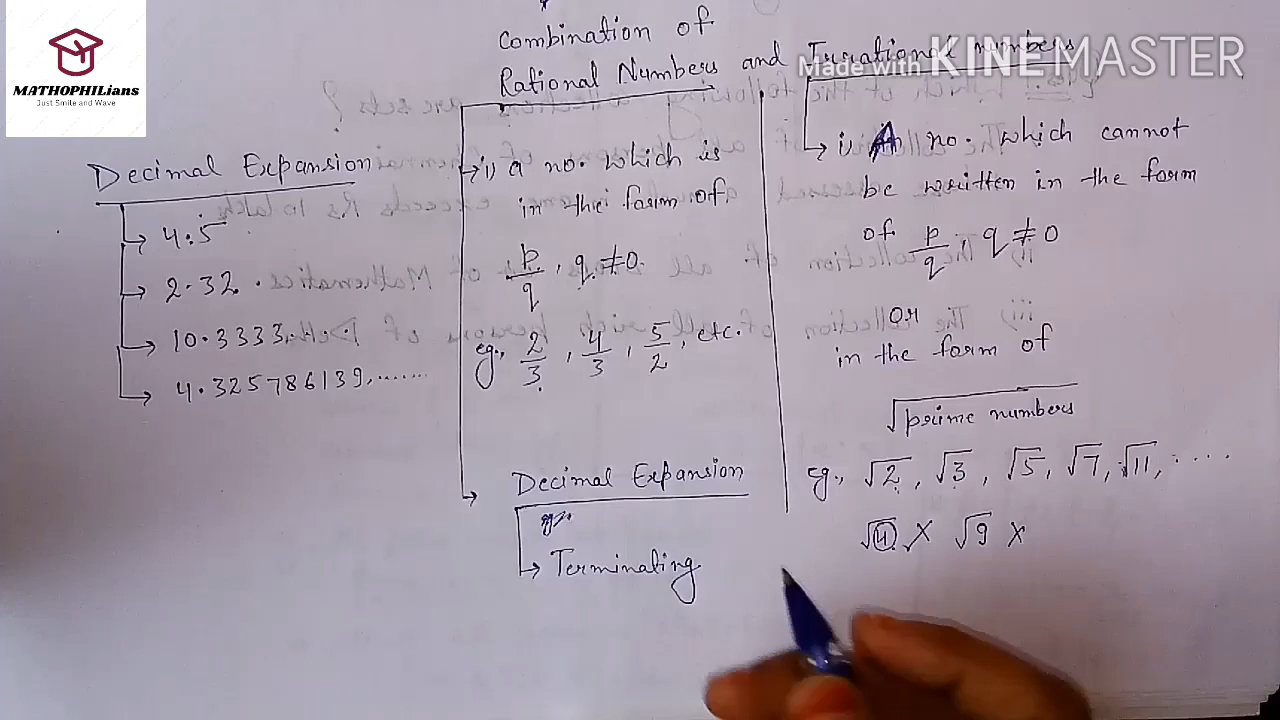 MATHOPHILians
Just Smile and Wave
Made with KINEMASTER
Combination of
Rational Numbers and Irrational numbers
Decimal Expansion
4.5
2.32
10.3333...
4.325786139,.......
i) a no. which is
in the form of
p/q, q ≠ 0.
eg., 2/3, 4/3, 5/2, etc.
Decimal Expansion
Terminating
i) A no. which cannot
be written in the form
of p/q, q ≠ 0
Or
in the form of
√prime numbers
eg., √2, √3, √5, √7, √11, .....
√4 X √9 X